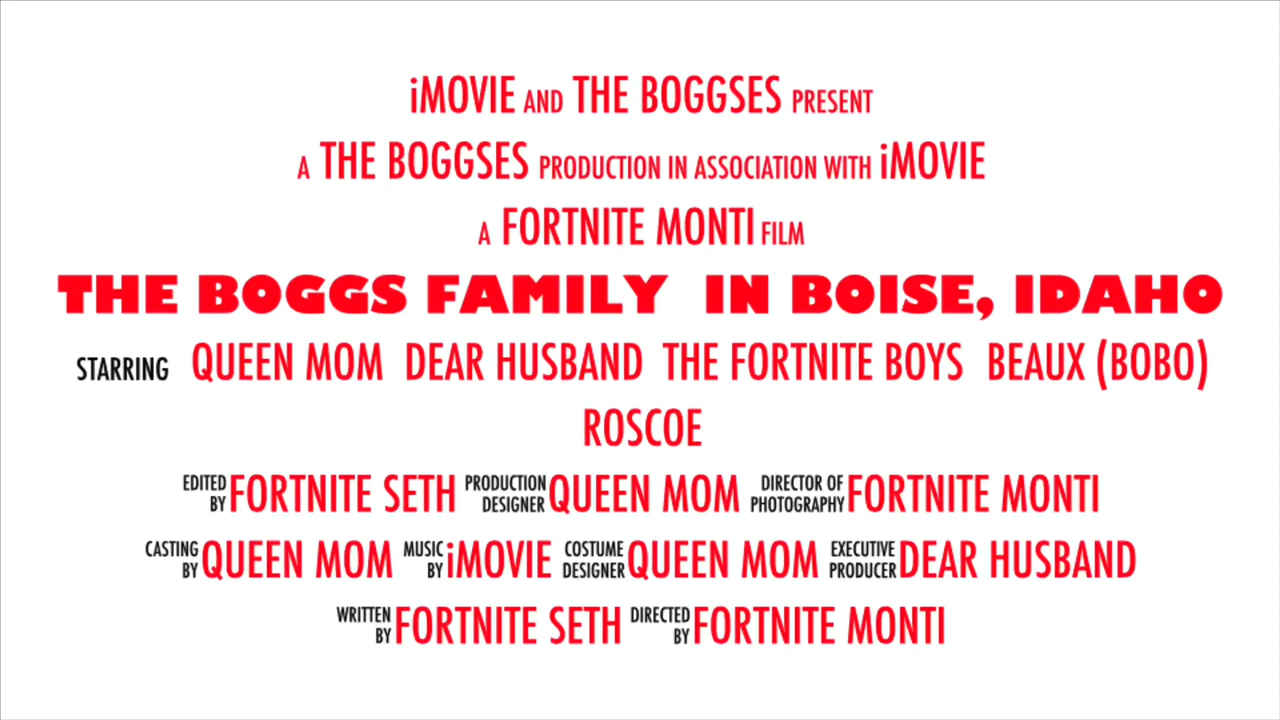 iMOVIE AND THE BOGGSES PRESENT
A THE BOGGSES PRODUCTION IN ASSOCIATION WITH iMOVIE
A FORTNITE MONTI FILM
THE BOGGS FAMILY  IN BOISE, IDAHO
STARRING QUEEN MOM DEAR HUSBAND THE FORTNITE BOYS BEAUX (BOBO)
ROSCOE
EDITED BY FORTNITE SETH PRODUCTION DESIGNER QUEEN MOM DIRECTOR OF PHOTOGRAPHY FORTNITE MONTI
CASTING BY QUEEN MOM MUSIC BY iMOVIE COSTUME DESIGNER QUEEN MOM EXECUTIVE PRODUCER DEAR HUSBAND
WRITTEN BY FORTNITE SETH DIRECTED BY FORTNITE MONTI